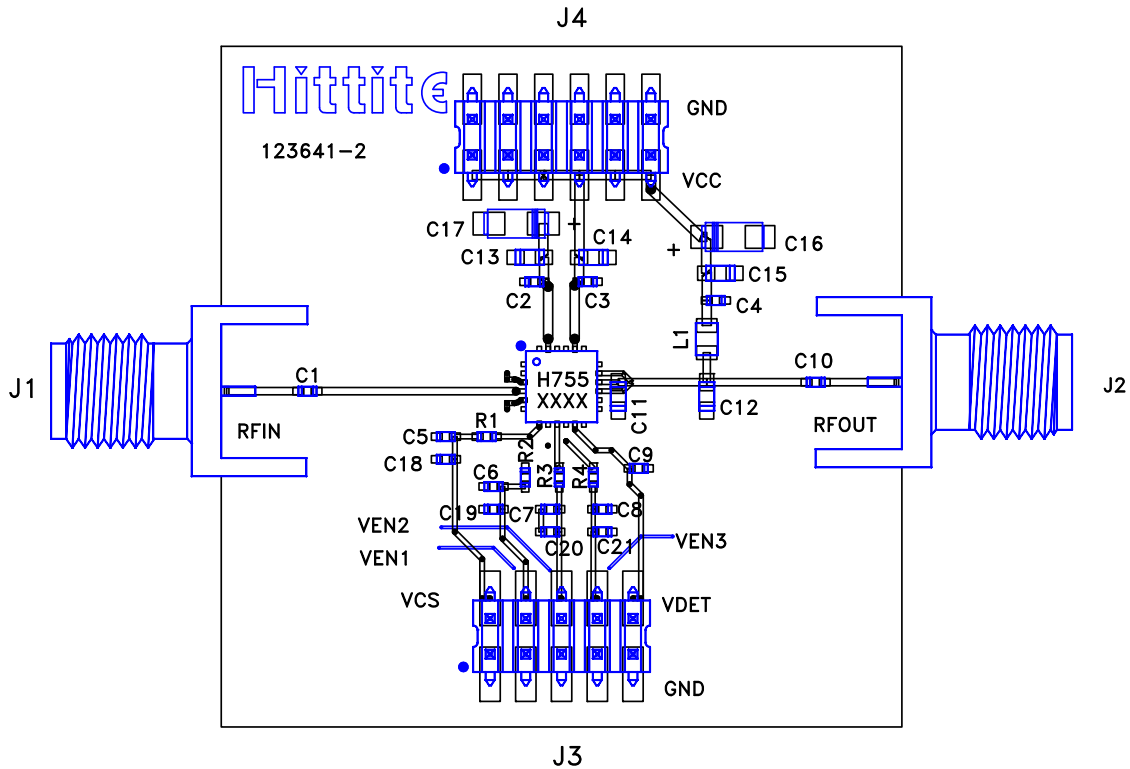 J4
Hittite
GND
123641-2
VCC
C17
+
C14
C16
C13
+
C15
C2
C3
C4
L1
J1
C1
H755
XXXX
C10
J2
C11
C12
RFIN
RFOUT
R1
C5
R2
C18
C9
C6
R3
R4
C19
C7
C8
VEN2
C20
C21
VEN3
VEN1
VCS
VDET
GND
J3